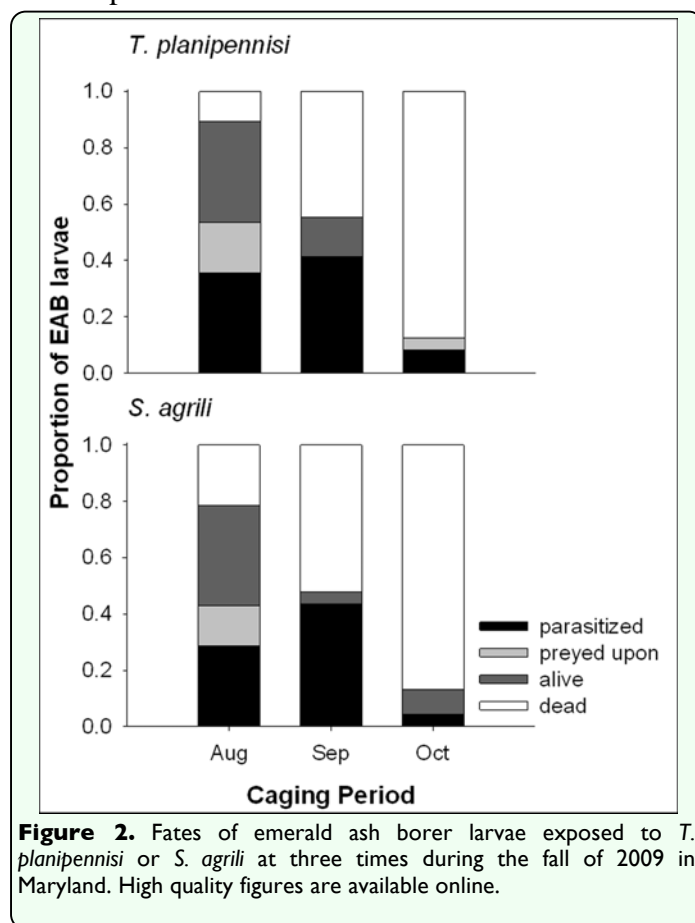 T. planipennisi
1.0
0.8
0.6
0.4
0.2
0.0
S. agrili
1.0
0.8
0.6
0.4
0.2
0.0
Proportion of EAB larvae
parasitized
preyed upon
alive
dead
Aug Sep Oct
Caging Period
Figure 2. Fates of emerald ash borer larvae exposed to T.
planipennisi or S. agrili at three times during the fall of 2009 in
Maryland. High quality figures are available online.